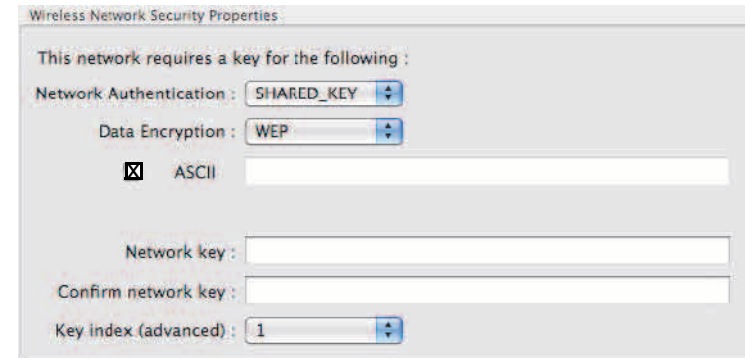 Wireless Network Security Properties
This network requires a key for the following :
Network Authentication : SHARED_KEY
Data Encryption : WEP
ASCII
Network key :
Confirm network key :
Key index (advanced) : 1